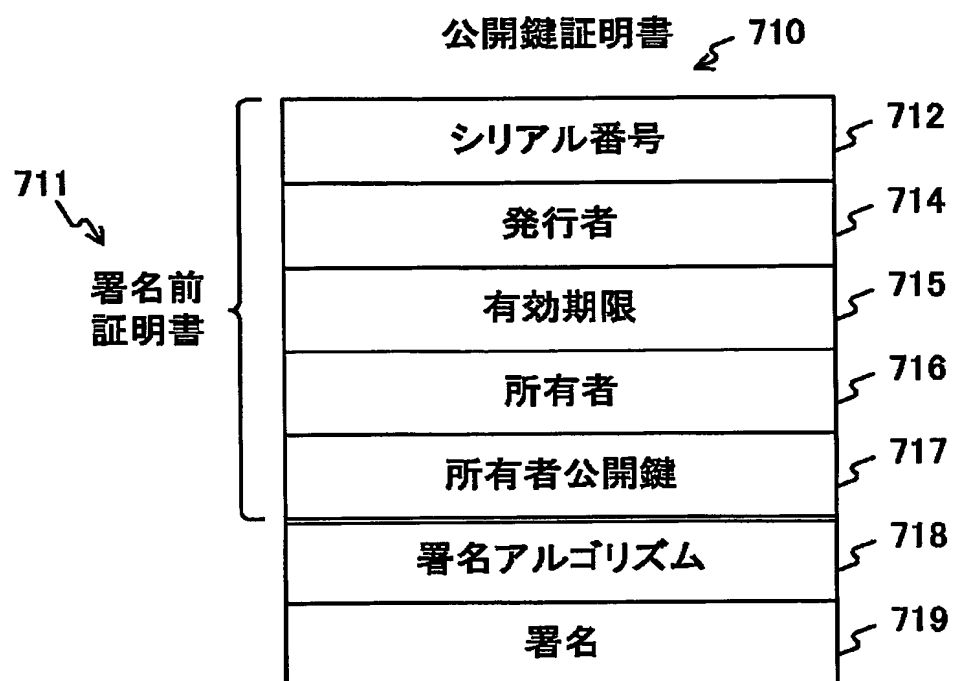 公開鍵証明書 710
シリアル番号 712
711
発行者 714
署名前
証明書
有効期限 715
所有者 716
所有者公開鍵 717
署名アルゴリズム 718
署名 719